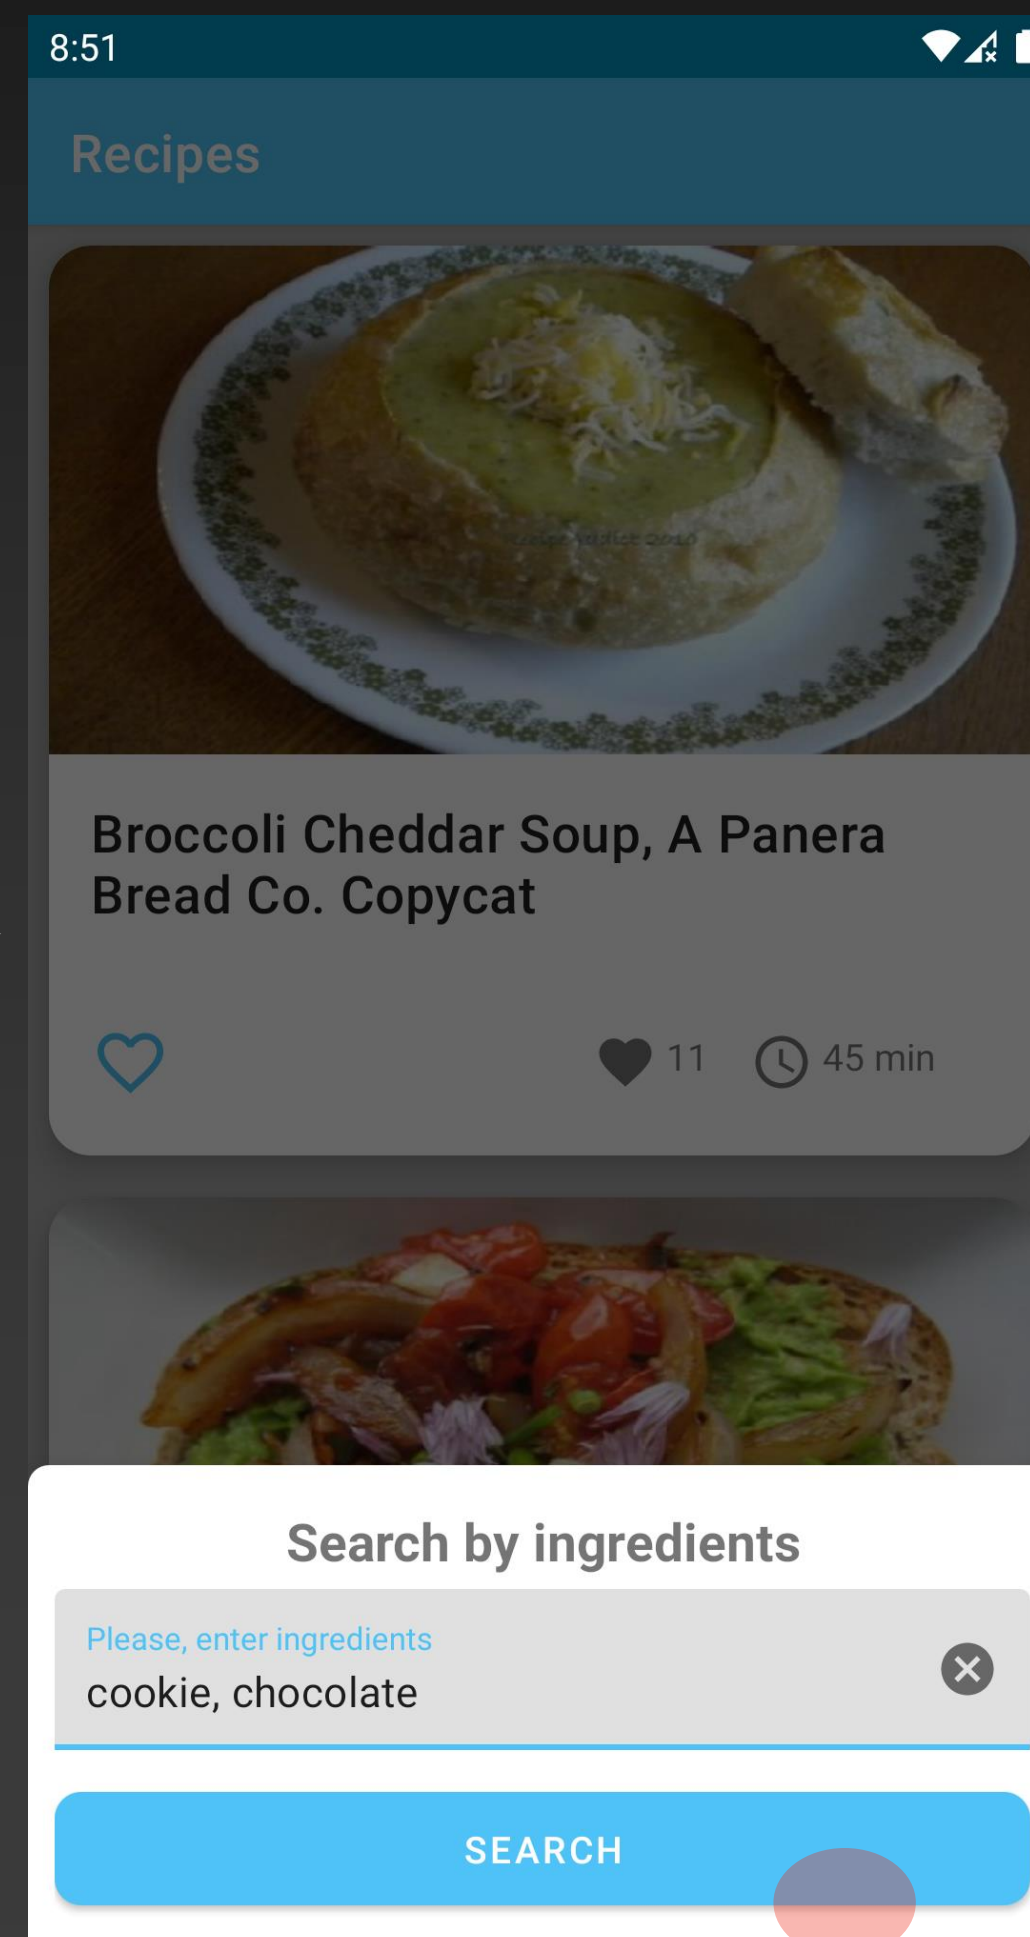 8:51
Recipes
Broccoli Cheddar Soup, A Panera
Bread Co. Copycat
11
45 min
Search by ingredients
Please, enter ingredients
cookie, chocolate
SEARCH